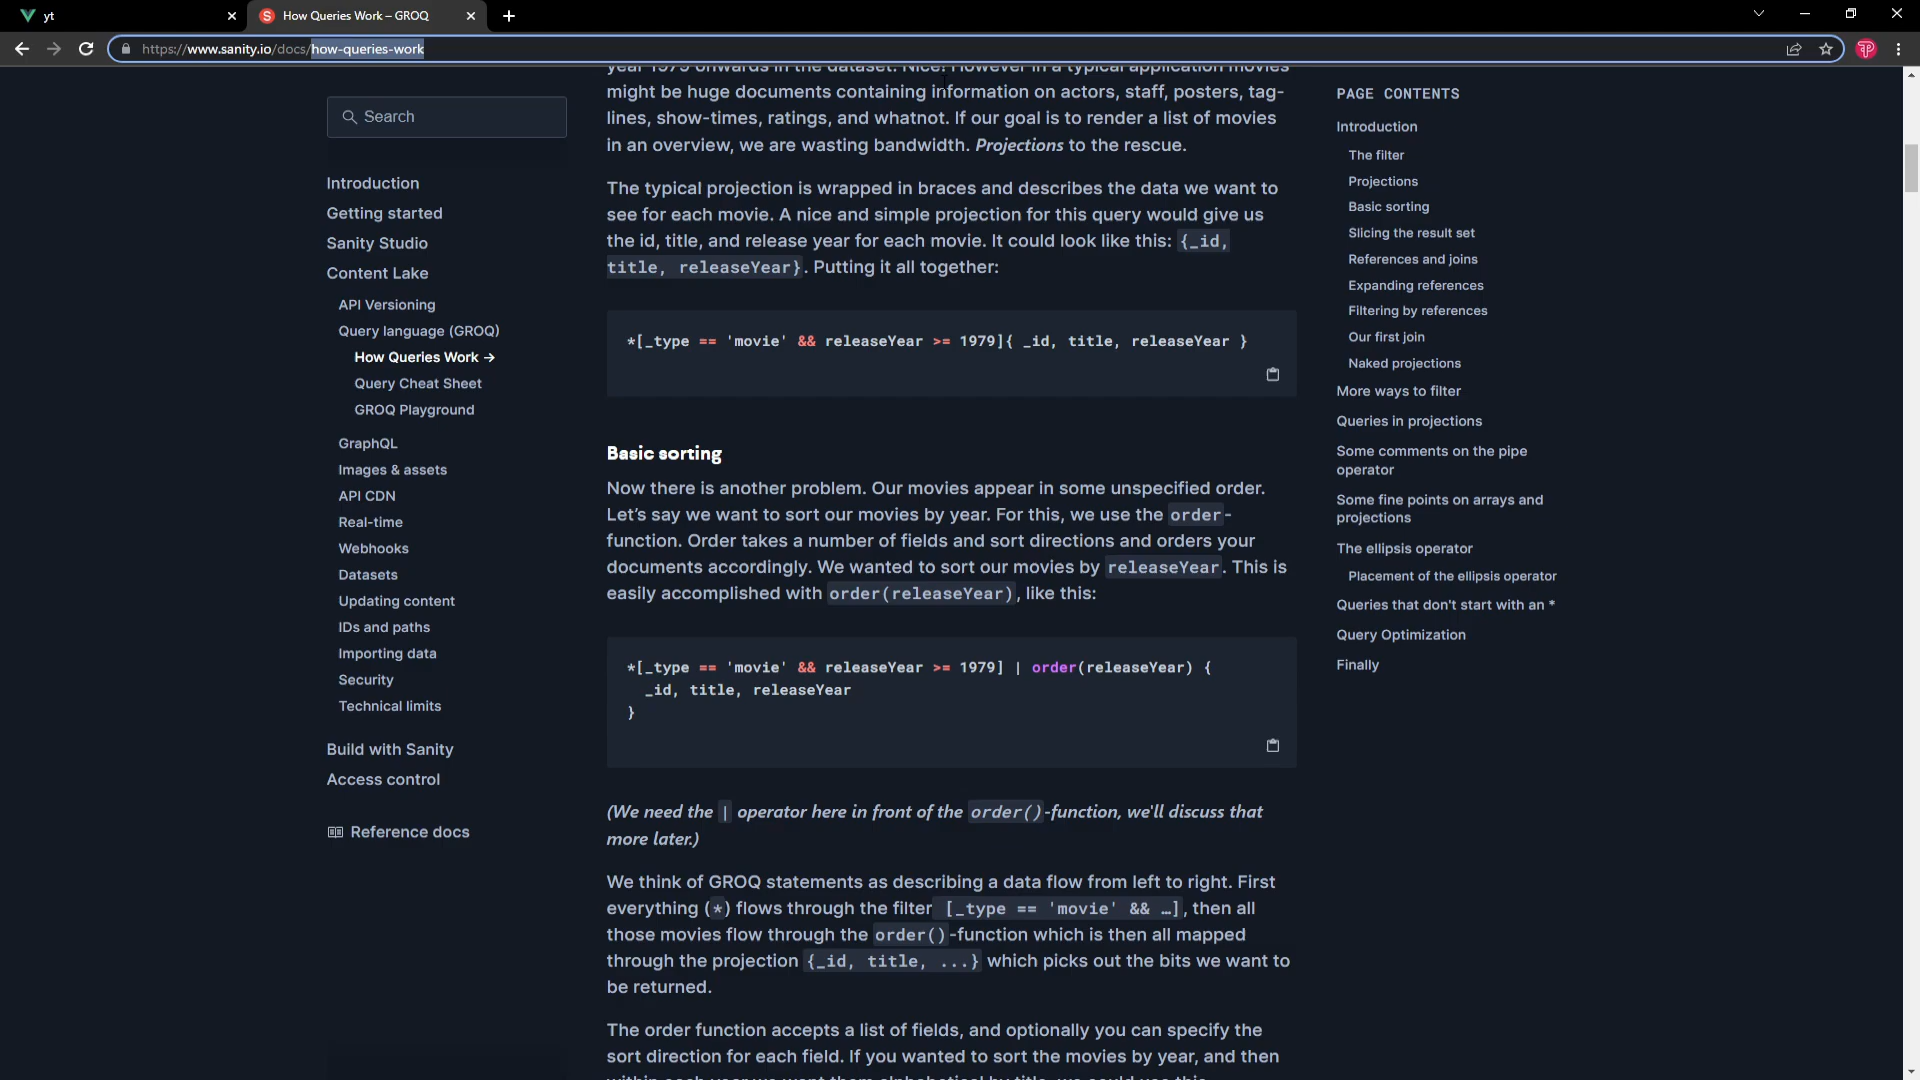 yt
How Queries Work – GROQ
https://www.sanity.io/docs/how-queries-work
Search
Introduction
Getting started
Sanity Studio
Content Lake
API Versioning
Query language (GROQ)
How Queries Work →
Query Cheat Sheet
GROQ Playground
GraphQL
Images & assets
API CDN
Real-time
Webhooks
Datasets
Updating content
IDs and paths
Importing data
Security
Technical limits
Build with Sanity
Access control
Reference docs
year 1979 onwards in the dataset. Nice! However in a typical application movies
might be huge documents containing information on actors, staff, posters, tag-
lines, show-times, ratings, and whatnot. If our goal is to render a list of movies
in an overview, we are wasting bandwidth. Projections to the rescue.
The typical projection is wrapped in braces and describes the data we want to
see for each movie. A nice and simple projection for this query would give us
the id, title, and release year for each movie. It could look like this: {_id,
title, releaseYear}. Putting it all together:
*[_type == 'movie' && releaseYear >= 1979]{ _id, title, releaseYear }
Basic sorting
Now there is another problem. Our movies appear in some unspecified order.
Let's say we want to sort our movies by year. For this, we use the order-
function. Order takes a number of fields and sort directions and orders your
documents accordingly. We wanted to sort our movies by releaseYear. This is
easily accomplished with order(releaseYear), like this:
*[_type == 'movie' && releaseYear >= 1979] | order(releaseYear) {
_id, title, releaseYear
}
(We need the | operator here in front of the order()-function, we'll discuss that
more later.)
We think of GROQ statements as describing a data flow from left to right. First
everything (*) flows through the filter [_type == 'movie' && …], then all
those movies flow through the order()-function which is then all mapped
through the projection {_id, title, ...} which picks out the bits we want to
be returned.
The order function accepts a list of fields, and optionally you can specify the
sort direction for each field. If you wanted to sort the movies by year, and then
PAGE CONTENTS
Introduction
The filter
Projections
Basic sorting
Slicing the result set
References and joins
Expanding references
Filtering by references
Our first join
Naked projections
More ways to filter
Queries in projections
Some comments on the pipe
operator
Some fine points on arrays and
projections
The ellipsis operator
Placement of the ellipsis operator
Queries that don't start with an *
Query Optimization
Finally